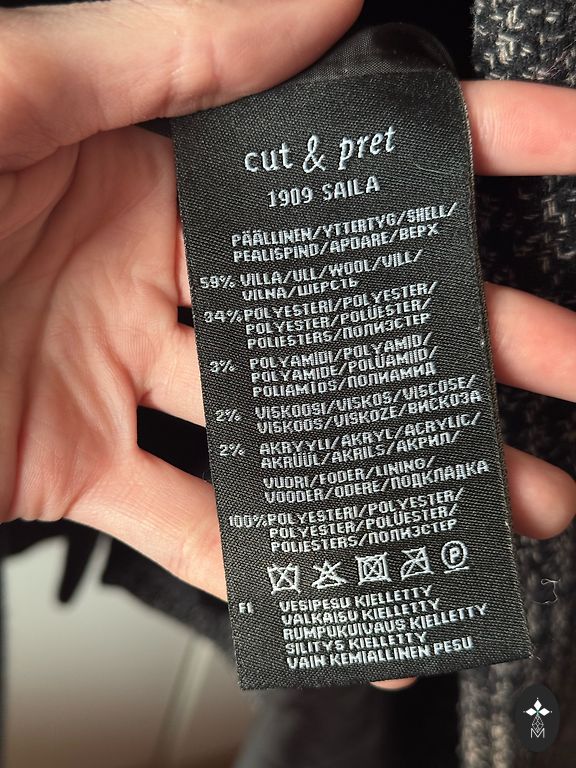 cut & pret
1909 SAILA
PÄÄLLINEN/YTTERTYG/SHELL/
PEALISPIND/APDARE/ВЕРХ
59% VILLA/ULL/WOOL/VILL/
VILNA/ШЕРСТЬ
34% POLYESTERI/POLYESTER/
POLYESTER/POLÜESTER/
POLIESTERS/ПОЛИЭСТЕР
3% POLYAMIDI/POLYAMID/
POLYAMIDE/POLÜAMIID/
POLIAMIDS/ПОЛИАМИД
2% VISKOOSI/VISKOS/VISCOSE/
VISKOOS/VISKOZE/ВИСКОЗА
2% AKRYYLI/AKRYL/ACRYLIC/
AKRÜÜL/AKRILS/АКРИЛ/
VUORI/FODER/LINING/
VOODER/ODERE/ПОДКЛАДКА
100% POLYESTERI/POLYESTER/
POLYESTER/POLÜESTER/
POLIESTERS/ПОЛИЭСТЕР
P
FI VESIPESU KIELLETTY
VALKAISU KIELLETTY
RUMPUKUIVAUS KIELLETTY
SILITYS KIELLETTY
VAIN KEMIALLINEN PESU
M